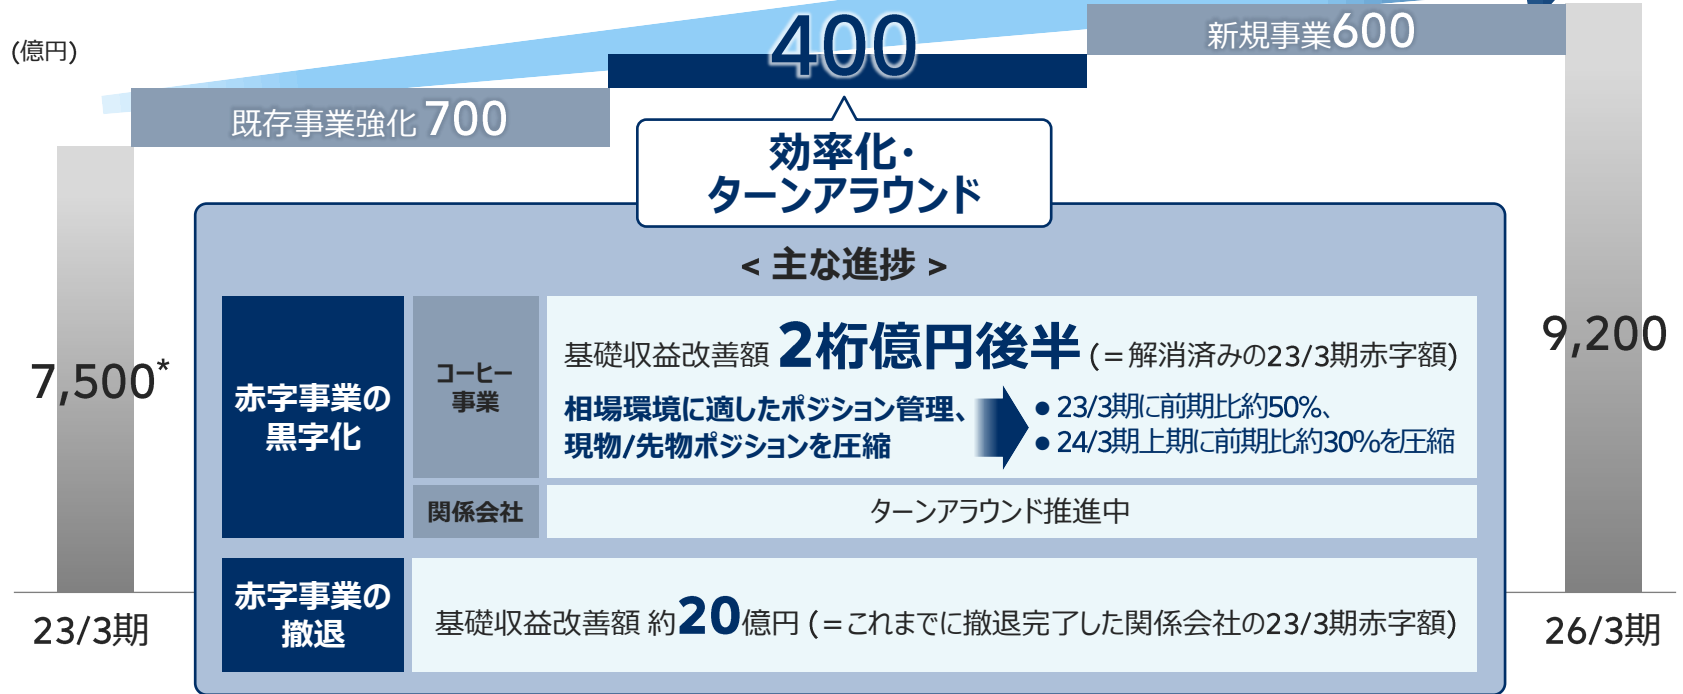 (億円)
既存事業強化 700
400
新規事業600
効率化・
ターンアラウンド
< 主な進捗 >
7,500*
9,200
赤字事業の
黒字化
コーヒー
事業
基礎収益改善額 2桁億円後半 (=解消済みの23/3期赤字額)
相場環境に適したポジション管理、
現物/先物ポジションを圧縮
● 23/3期に前期比約50%、
● 24/3期上期に前期比約30%を圧縮
関係会社
ターンアラウンド推進中
赤字事業の
撤退
基礎収益改善額 約20億円 (=これまでに撤退完了した関係会社の23/3期赤字額)
23/3期
26/3期